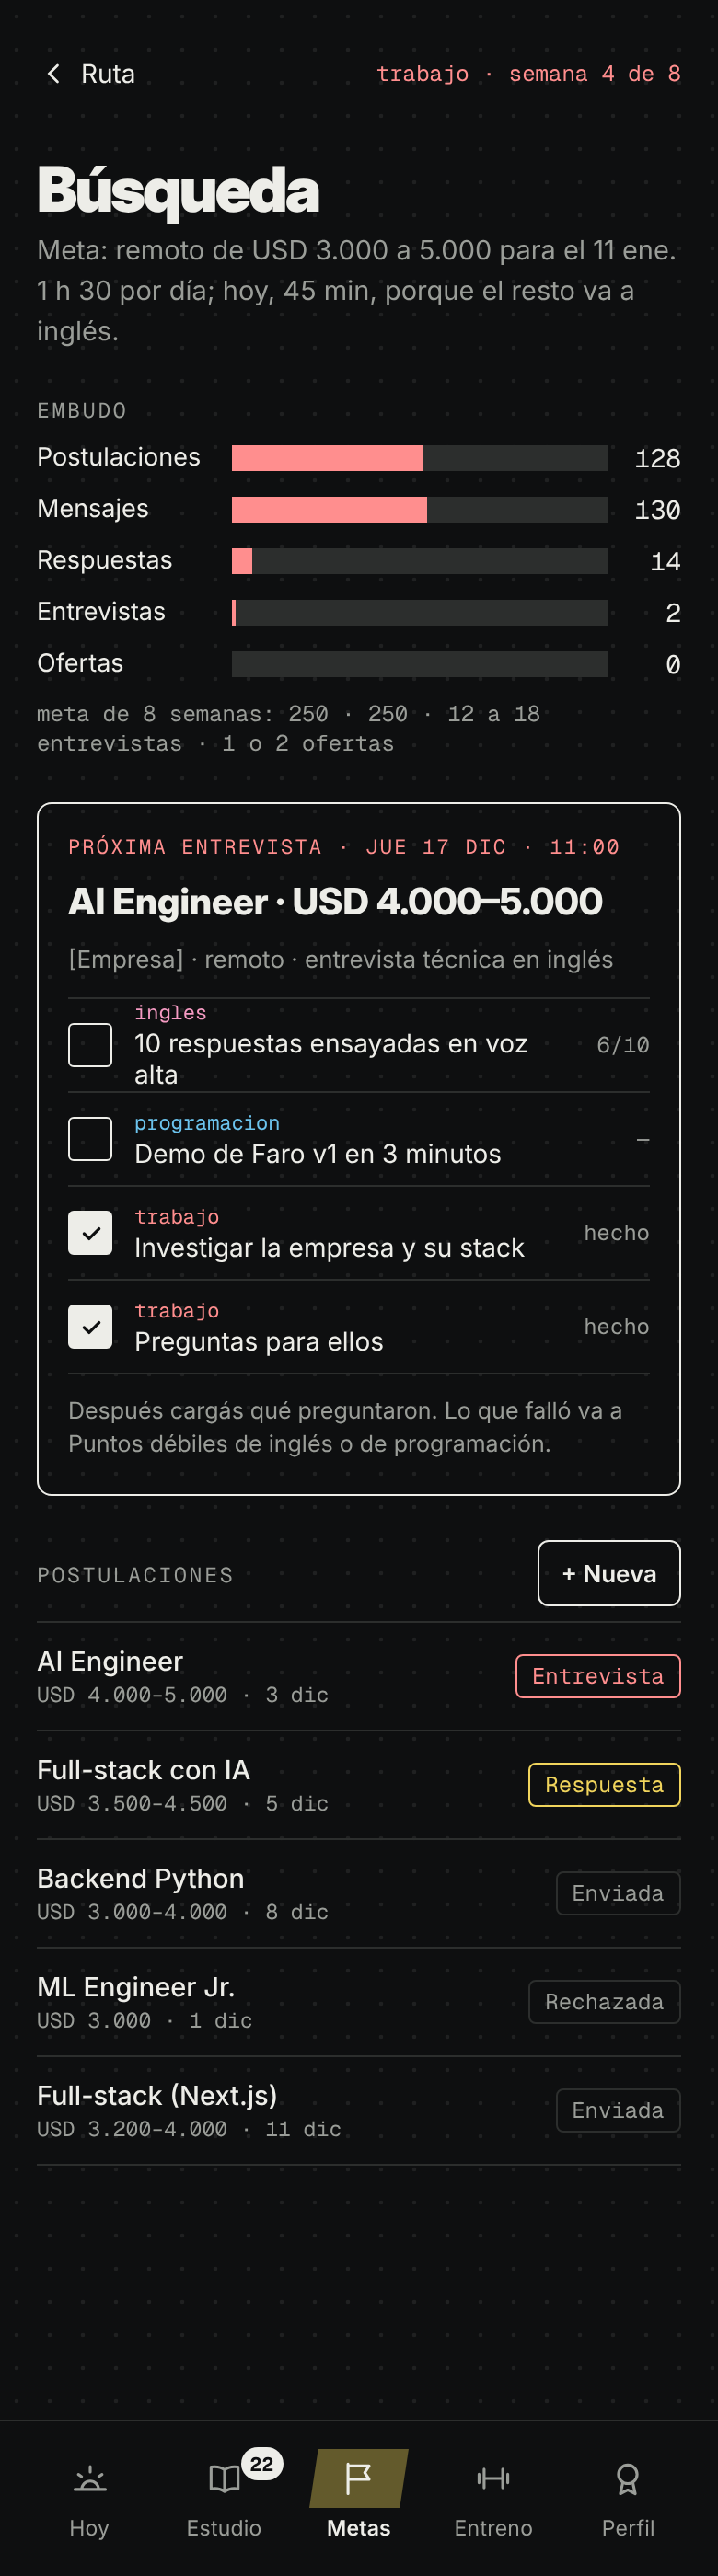 Ruta
trabajo · semana 4 de 8
Búsqueda
Meta: remoto de USD 3.000 a 5.000 para el 11 ene.
1 h 30 por día; hoy, 45 min, porque el resto va a
inglés.
EMBUDO
Postulaciones 128
Mensajes 130
Respuestas 14
Entrevistas 2
Ofertas 0
meta de 8 semanas: 250 · 250 · 12 a 18
entrevistas · 1 o 2 ofertas
PRÓXIMA ENTREVISTA · JUE 17 DIC · 11:00
AI Engineer · USD 4.000–5.000
[Empresa] · remoto · entrevista técnica en inglés
ingles
10 respuestas ensayadas en voz
alta
6/10
programacion
Demo de Faro v1 en 3 minutos
–
trabajo
Investigar la empresa y su stack
hecho
trabajo
Preguntas para ellos
hecho
Después cargás qué preguntaron. Lo que falló va a
Puntos débiles de inglés o de programación.
POSTULACIONES
+ Nueva
AI Engineer
USD 4.000–5.000 · 3 dic
Entrevista
Full-stack con IA
USD 3.500–4.500 · 5 dic
Respuesta
Backend Python
USD 3.000–4.000 · 8 dic
Enviada
ML Engineer Jr.
USD 3.000 · 1 dic
Rechazada
Full-stack (Next.js)
USD 3.200–4.000 · 11 dic
Enviada
22
Hoy
Estudio
Metas
Entreno
Perfil